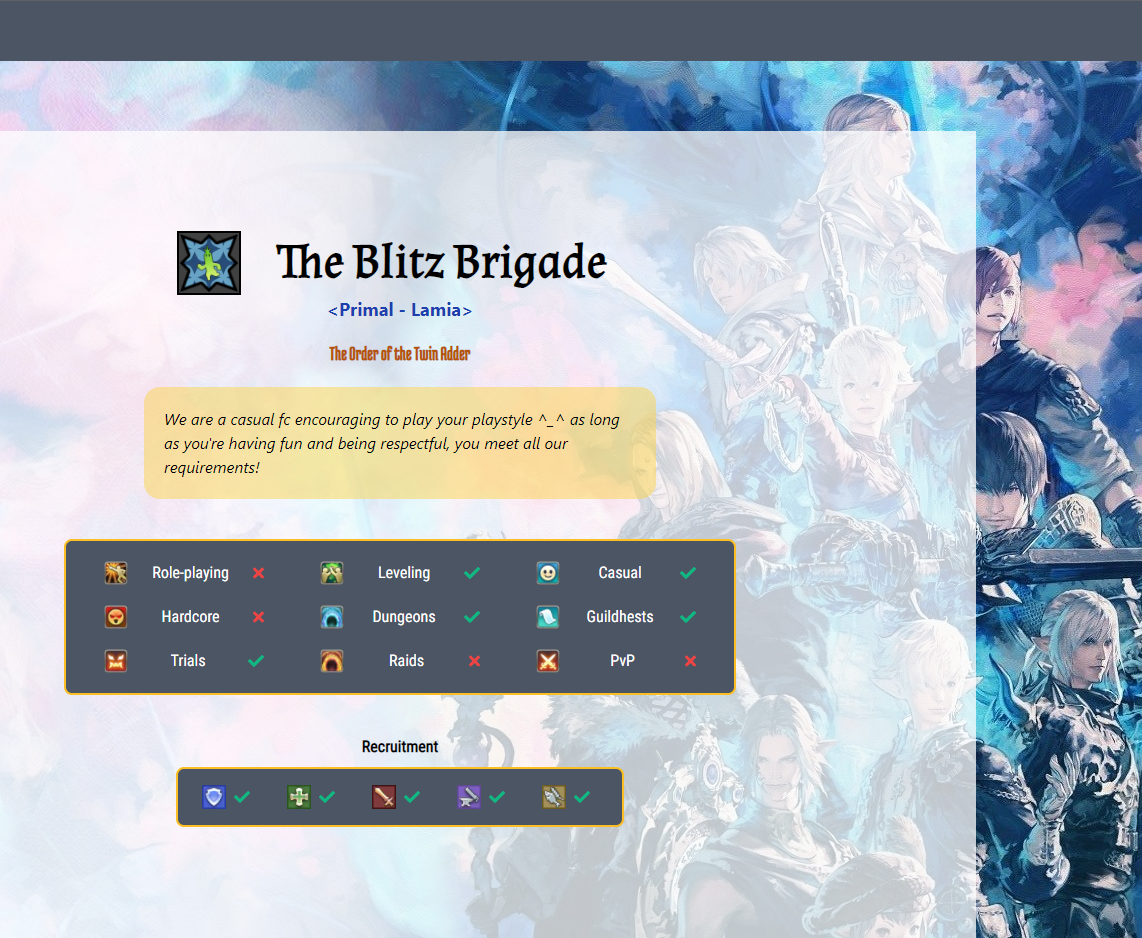 The Blitz Brigade
<Primal - Lamia>
The Order of the Twin Adder
We are a casual fc encouraging to play your playstyle ^_^ as long
as you're having fun and being respectful, you meet all our
requirements!
Role-playing Leveling Casual
Hardcore Dungeons Guildhests
Trials Raids PvP
Recruitment